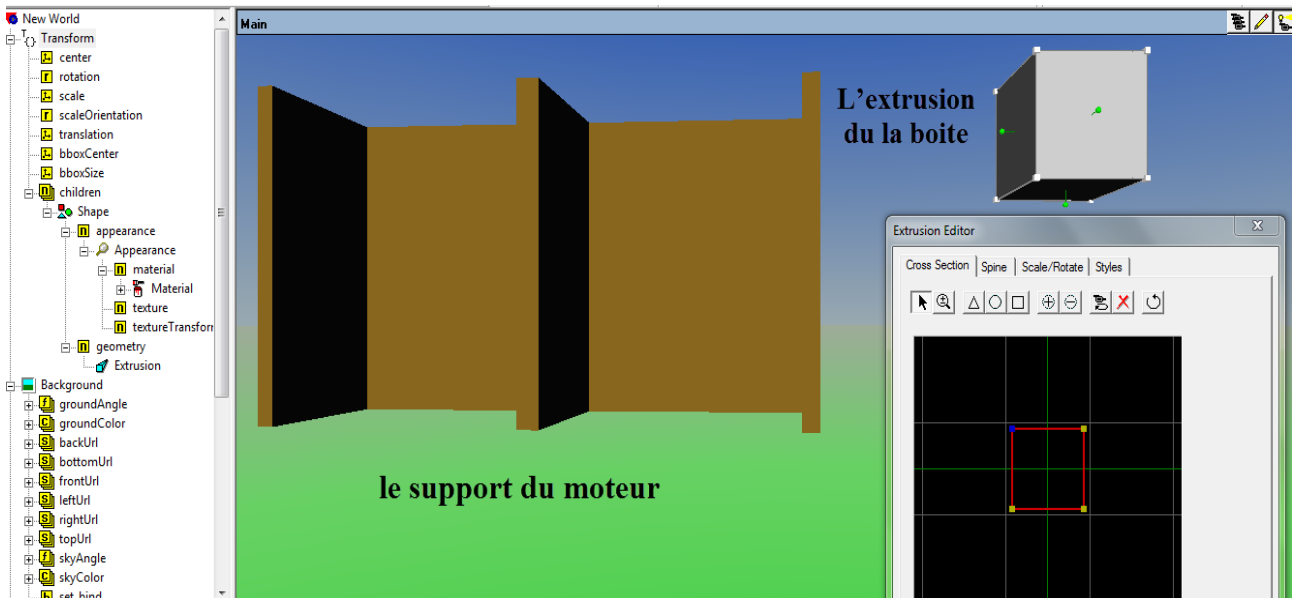 New World
Transform
center
rotation
scale
scaleOrientation
translation
bboxCenter
bboxSize
children
Shape
appearance
Appearance
material
Material
texture
textureTransforr
geometry
Extrusion
Background
groundAngle
groundColor
backUrl
bottomUrl
frontUrl
leftUrl
rightUrl
topUrl
skyAngle
skyColor
set_bind
Main
L'extrusion
du la boite
le support du moteur
Extrusion Editor
Cross Section
Spine
Scale/Rotate
Styles